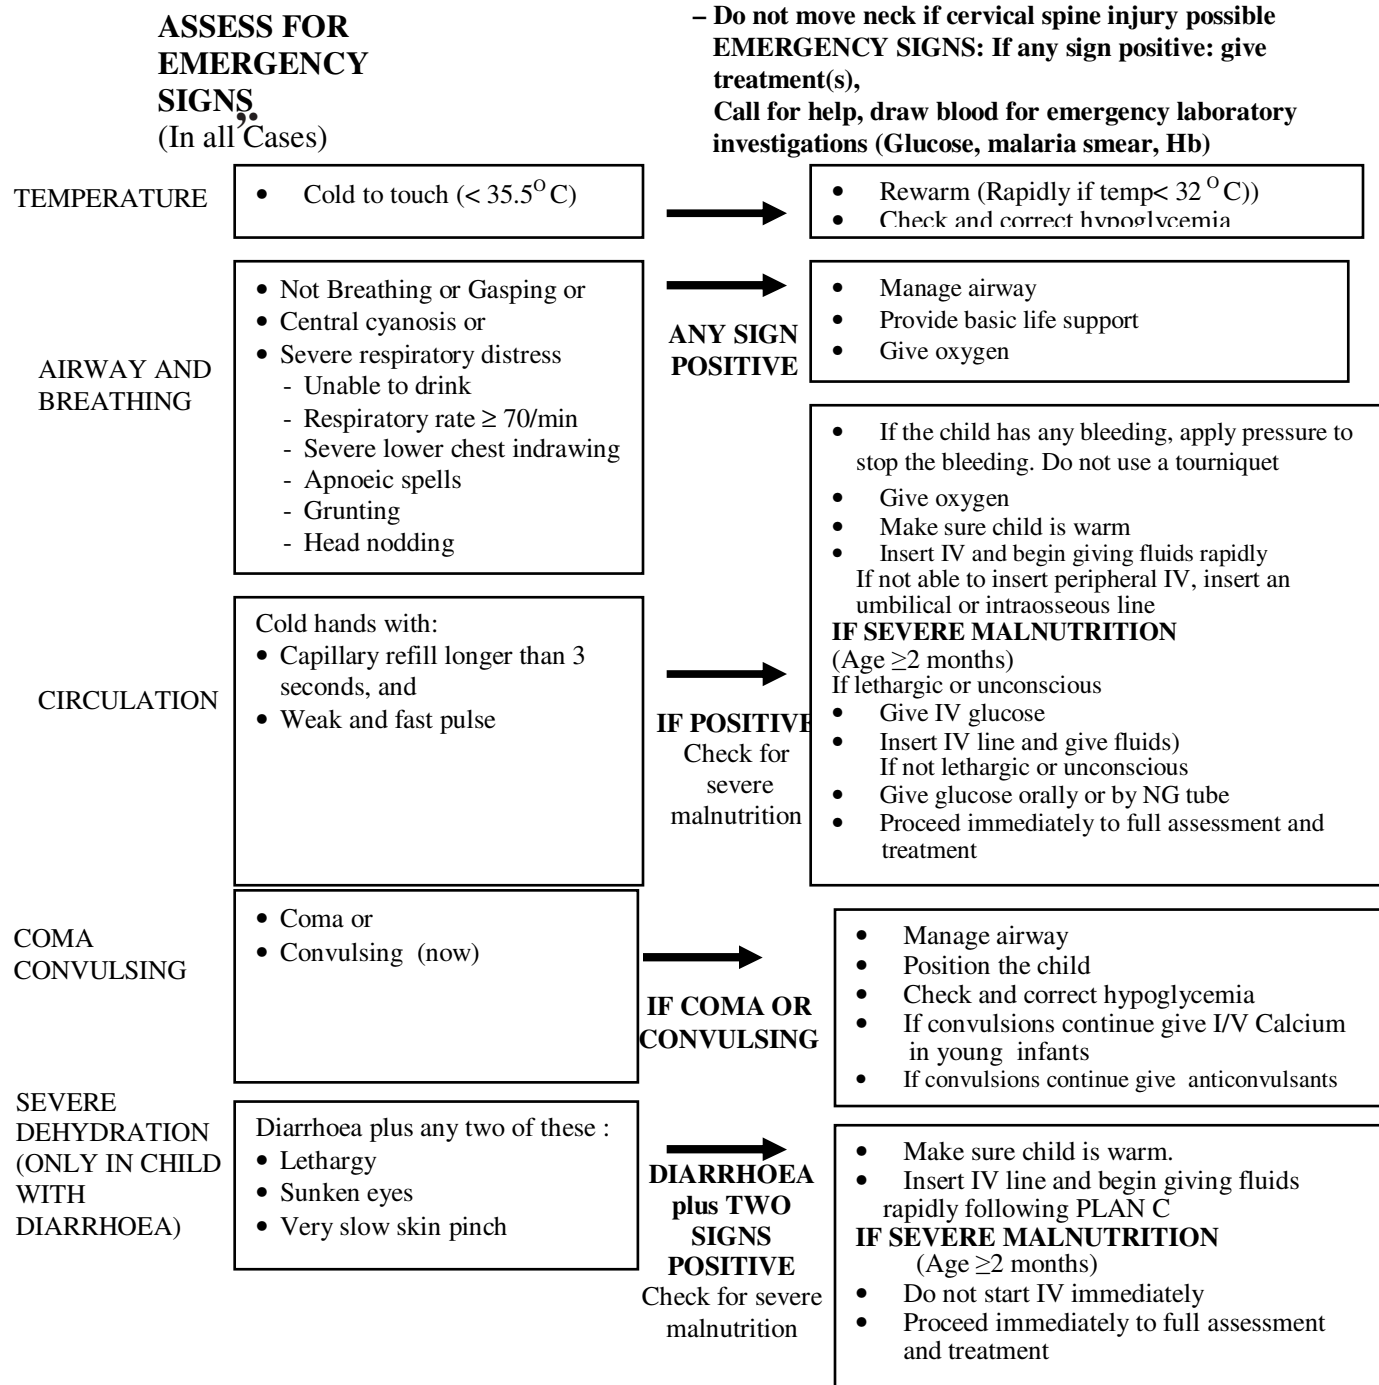 ASSESS FOR
EMERGENCY
SIGNS
(In all Cases)
– Do not move neck if cervical spine injury possible
EMERGENCY SIGNS: If any sign positive: give
treatment(s),
Call for help, draw blood for emergency laboratory
investigations (Glucose, malaria smear, Hb)
TEMPERATURE
• Cold to touch (< 35.5O C)
• Rewarm (Rapidly if temp< 32 O C))
• Check and correct hypoglycemia
AIRWAY AND
BREATHING
• Not Breathing or Gasping or
• Central cyanosis or
• Severe respiratory distress
- Unable to drink
- Respiratory rate ≥ 70/min
- Severe lower chest indrawing
- Apnoeic spells
- Grunting
- Head nodding
ANY SIGN
POSITIVE
• Manage airway
• Provide basic life support
• Give oxygen
CIRCULATION
Cold hands with:
• Capillary refill longer than 3
seconds, and
• Weak and fast pulse
IF POSITIVE
Check for
severe
malnutrition
• If the child has any bleeding, apply pressure to
stop the bleeding. Do not use a tourniquet
• Give oxygen
• Make sure child is warm
• Insert IV and begin giving fluids rapidly
If not able to insert peripheral IV, insert an
umbilical or intraosseous line
IF SEVERE MALNUTRITION
(Age ≥2 months)
If lethargic or unconscious
• Give IV glucose
• Insert IV line and give fluids)
If not lethargic or unconscious
• Give glucose orally or by NG tube
• Proceed immediately to full assessment and
treatment
COMA
CONVULSING
• Coma or
• Convulsing (now)
IF COMA OR
CONVULSING
• Manage airway
• Position the child
• Check and correct hypoglycemia
• If convulsions continue give I/V Calcium
in young infants
• If convulsions continue give anticonvulsants
SEVERE
DEHYDRATION
(ONLY IN CHILD
WITH
DIARRHOEA)
Diarrhoea plus any two of these :
• Lethargy
• Sunken eyes
• Very slow skin pinch
DIARRHOEA
plus TWO
SIGNS
POSITIVE
Check for severe
malnutrition
• Make sure child is warm.
• Insert IV line and begin giving fluids
rapidly following PLAN C
IF SEVERE MALNUTRITION
(Age ≥2 months)
• Do not start IV immediately
• Proceed immediately to full assessment
and treatment